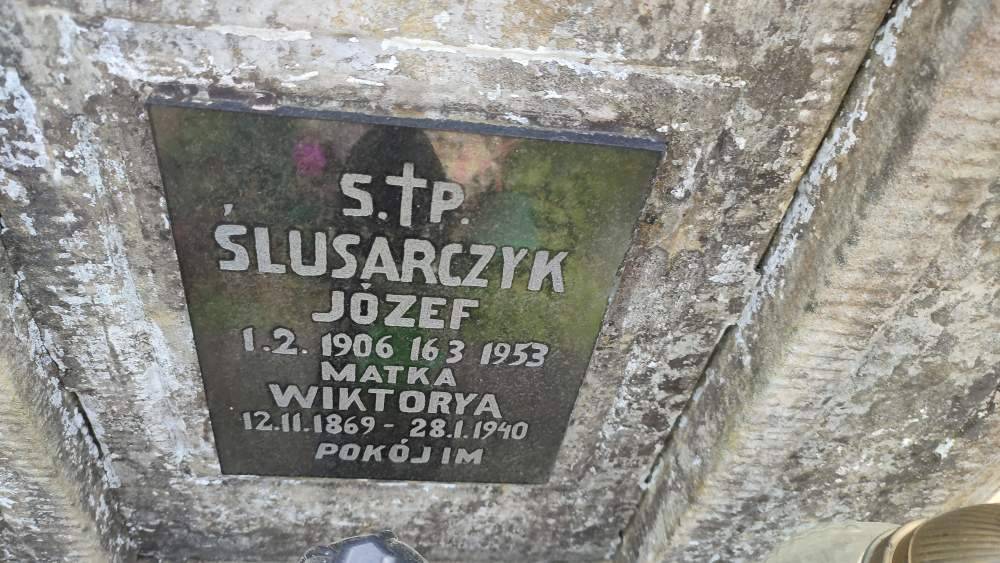 S.†P.
ŚLUSARCZYK
JÓZEF
1.2. 1906 16 3 1953
MATKA
WIKTORYA
12.11.1869 - 28.1.1940
POKÓJ IM